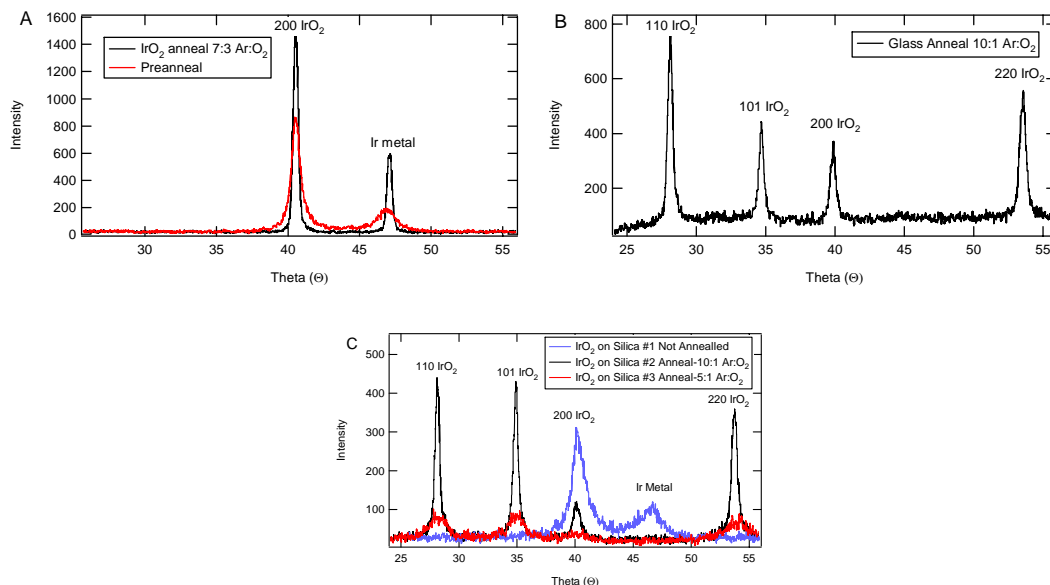 A
200 IrO₂
IrO₂ anneal 7:3 Ar:O₂
Preanneal
Ir metal
1600
1400
1200
1000
800
600
400
200
0
Intensity
30
35
40
45
50
55
Theta (Θ)
B
110 IrO₂
Glass Anneal 10:1 Ar:O₂
101 IrO₂
200 IrO₂
220 IrO₂
800
600
400
200
Intensity
25
30
35
40
45
50
55
Theta (Θ)
C
IrO₂ on Silica #1 Not Annealled
IrO₂ on Silica #2 Anneal-10:1 Ar:O₂
IrO₂ on Silica #3 Anneal-5:1 Ar:O₂
110 IrO₂
101 IrO₂
200 IrO₂
Ir Metal
220 IrO₂
500
400
300
200
100
Intensity
25
30
35
40
45
50
55
Theta (Θ)